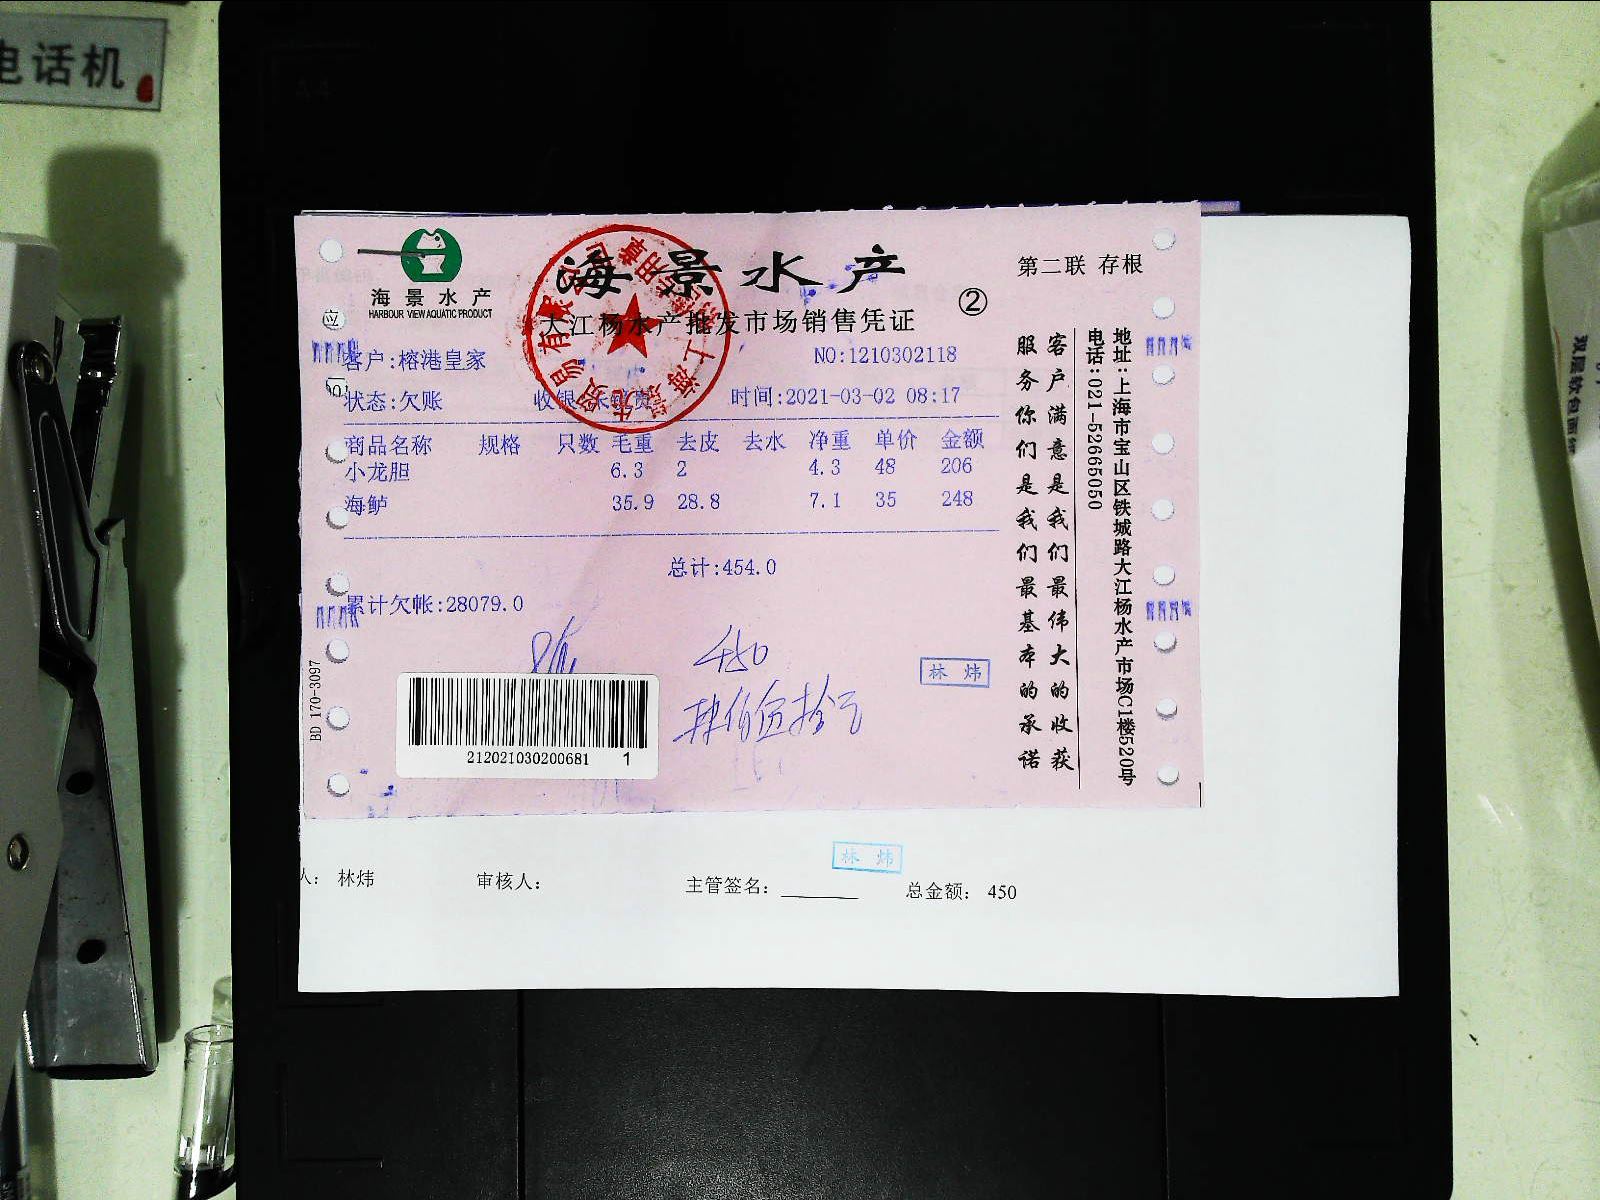 电话机
海景水产
HARBOUR VIEW AQUATIC PRODUCT
海景水产
大江杨水产批发市场销售凭证
②
第二联 存根
应
客户:榕港皇家
NO:1210302118
状态:欠账
收银
时间:2021-03-02 08:17
商品名称 规格 只数 毛重 去皮 去水 净重 单价 金额
小龙胆 6.3 2 4.3 48 206
海鲈 35.9 28.8 7.1 35 248
总计:454.0
累计欠帐:28079.0
450
肆佰伍拾元
林炜
212021030200681 1
BD 170-3097
客户满意是我们最伟大的收获
服务你们是我们最基本的承诺
地址:上海市宝山区铁城路大江杨水产市场C1楼520号
电话:021-52665050
人: 林炜
审核人:
主管签名:
林炜
总金额: 450